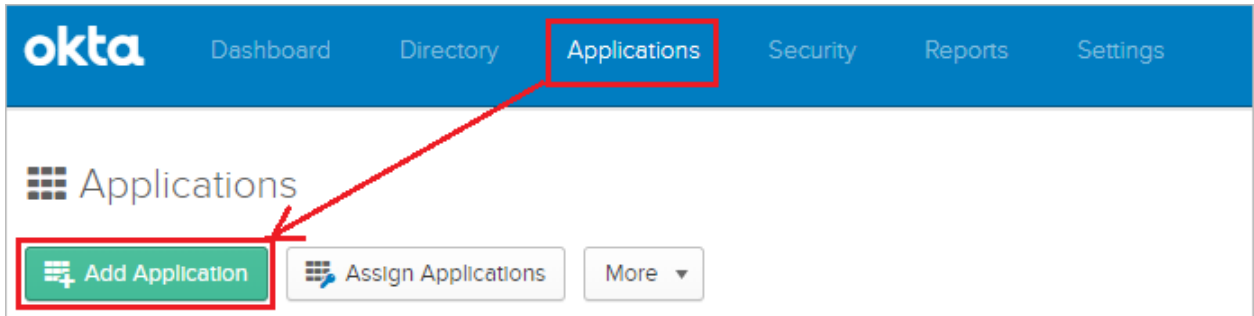 okta Dashboard Directory Applications Security Reports Settings
Applications
Add Application Assign Applications More